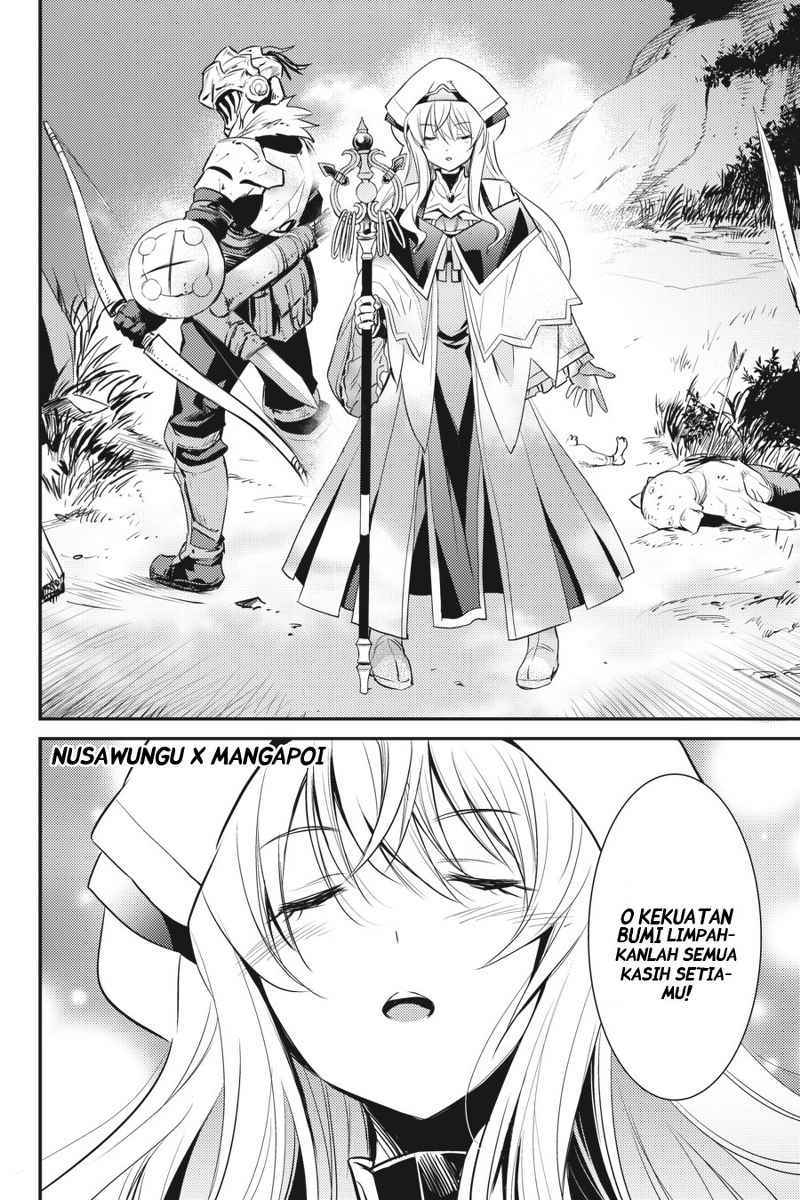 NUSAWUNGU X MANGAPOI
O KEKUATAN
BUMI LIMPAH-
KANLAH SEMUA
KASIH SETIA-
MU!